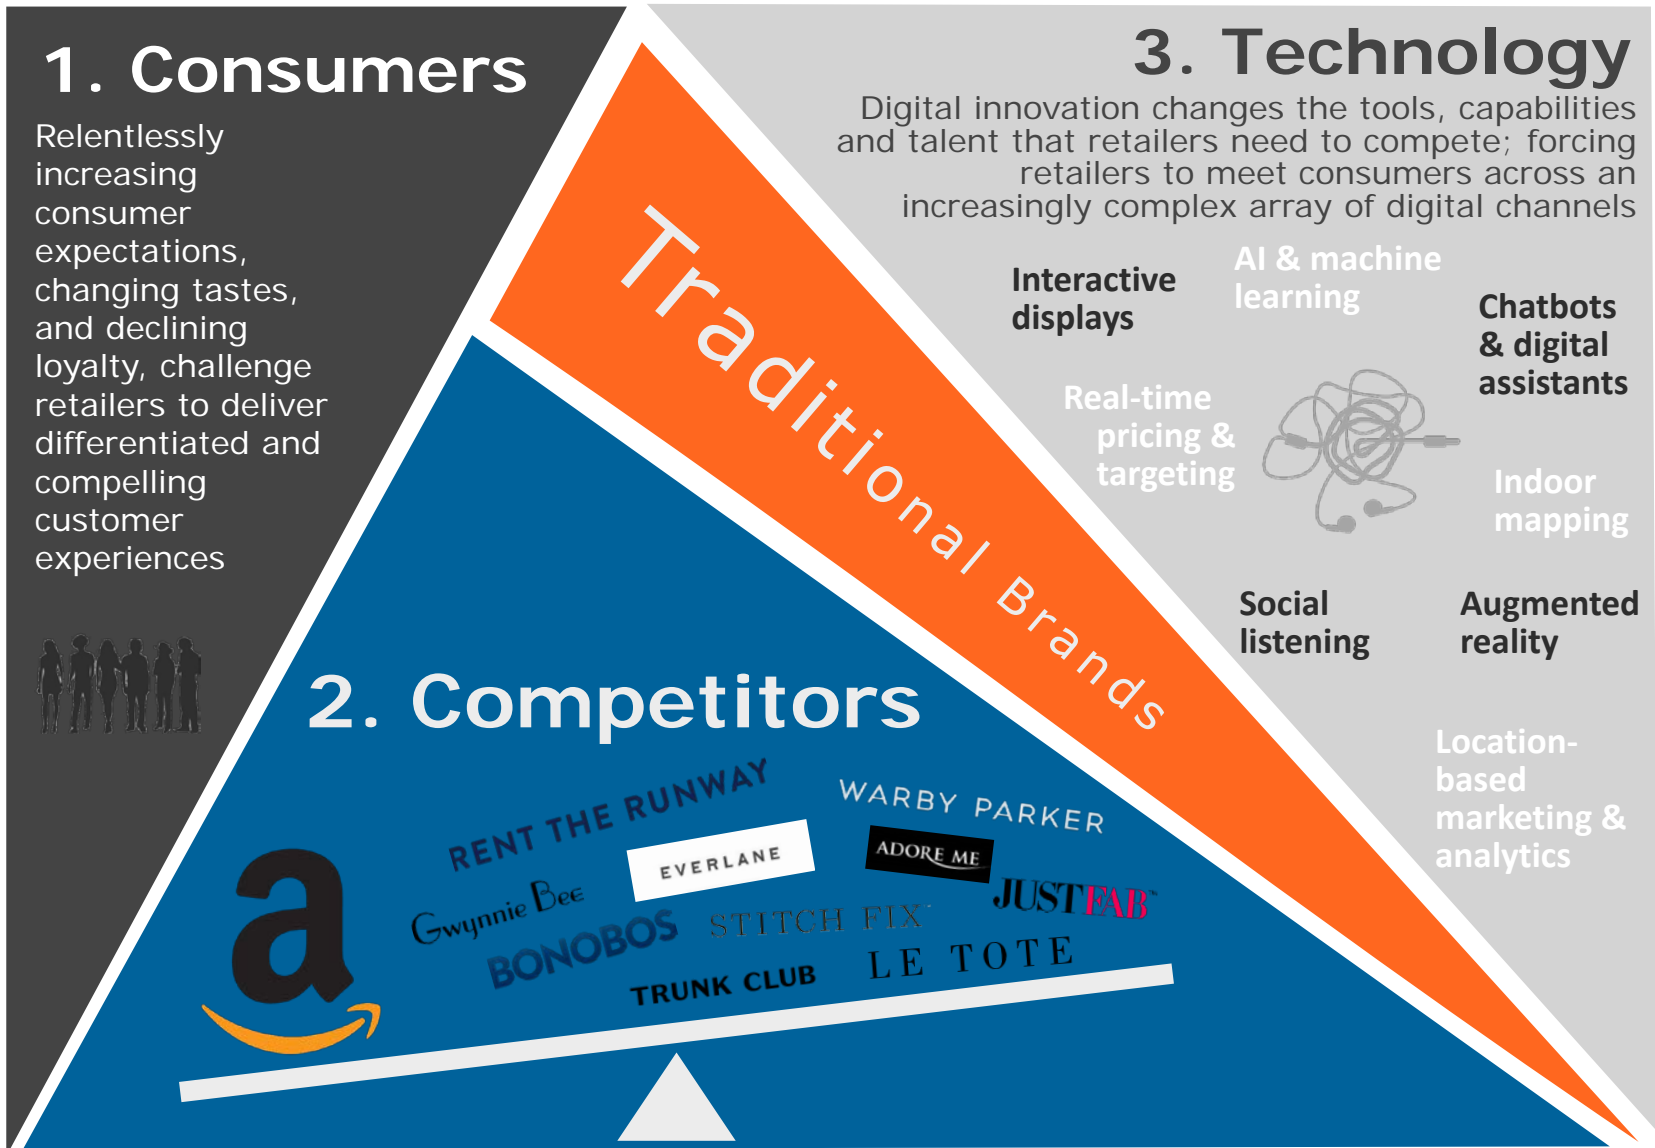 1. Consumers
Relentlessly
increasing
consumer
expectations,
changing tastes,
and declining
loyalty, challenge
retailers to deliver
differentiated and
compelling
customer
experiences
Traditional Brands
2. Competitors
a
RENT THE RUNWAY
WARBY PARKER
EVERLANE
ADORE ME
Gwynnie Bee
JUSTFAB™
BONOBOS
STITCH FIX™
TRUNK CLUB
LE TOTE
3. Technology
Digital innovation changes the tools, capabilities
and talent that retailers need to compete; forcing
retailers to meet consumers across an
increasingly complex array of digital channels
Interactive
displays
AI & machine
learning
Chatbots
& digital
assistants
Real-time
pricing &
targeting
Indoor
mapping
Social
listening
Augmented
reality
Location-
based
marketing &
analytics